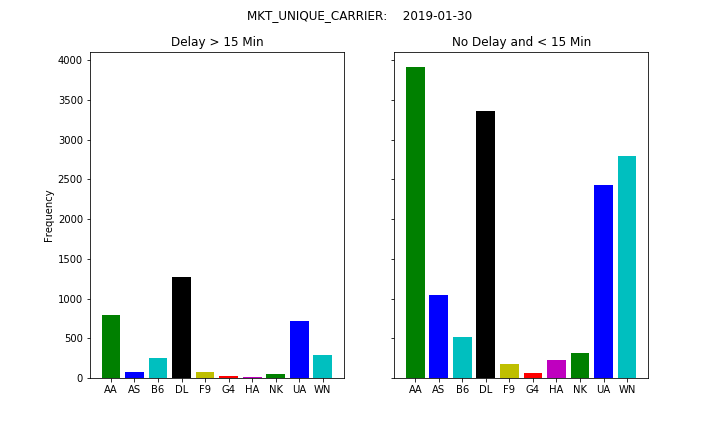 MKT_UNIQUE_CARRIER:    2019-01-30
Delay > 15 Min
No Delay and < 15 Min
Frequency
4000
3500
3000
2500
2000
1500
1000
500
0
AA AS B6 DL F9 G4 HA NK UA WN
AA AS B6 DL F9 G4 HA NK UA WN